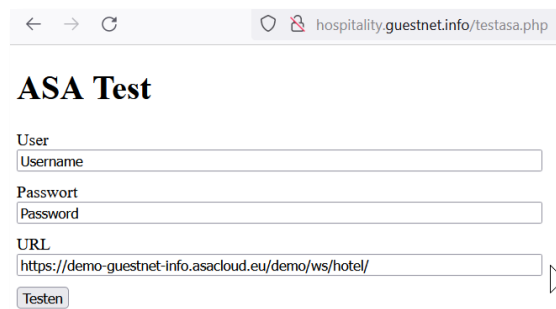 hospitality.guestnet.info/testasa.php
ASA Test
User
Username
Passwort
Password
URL
https://demo-guestnet-info.asacloud.eu/demo/ws/hotel/
Testen